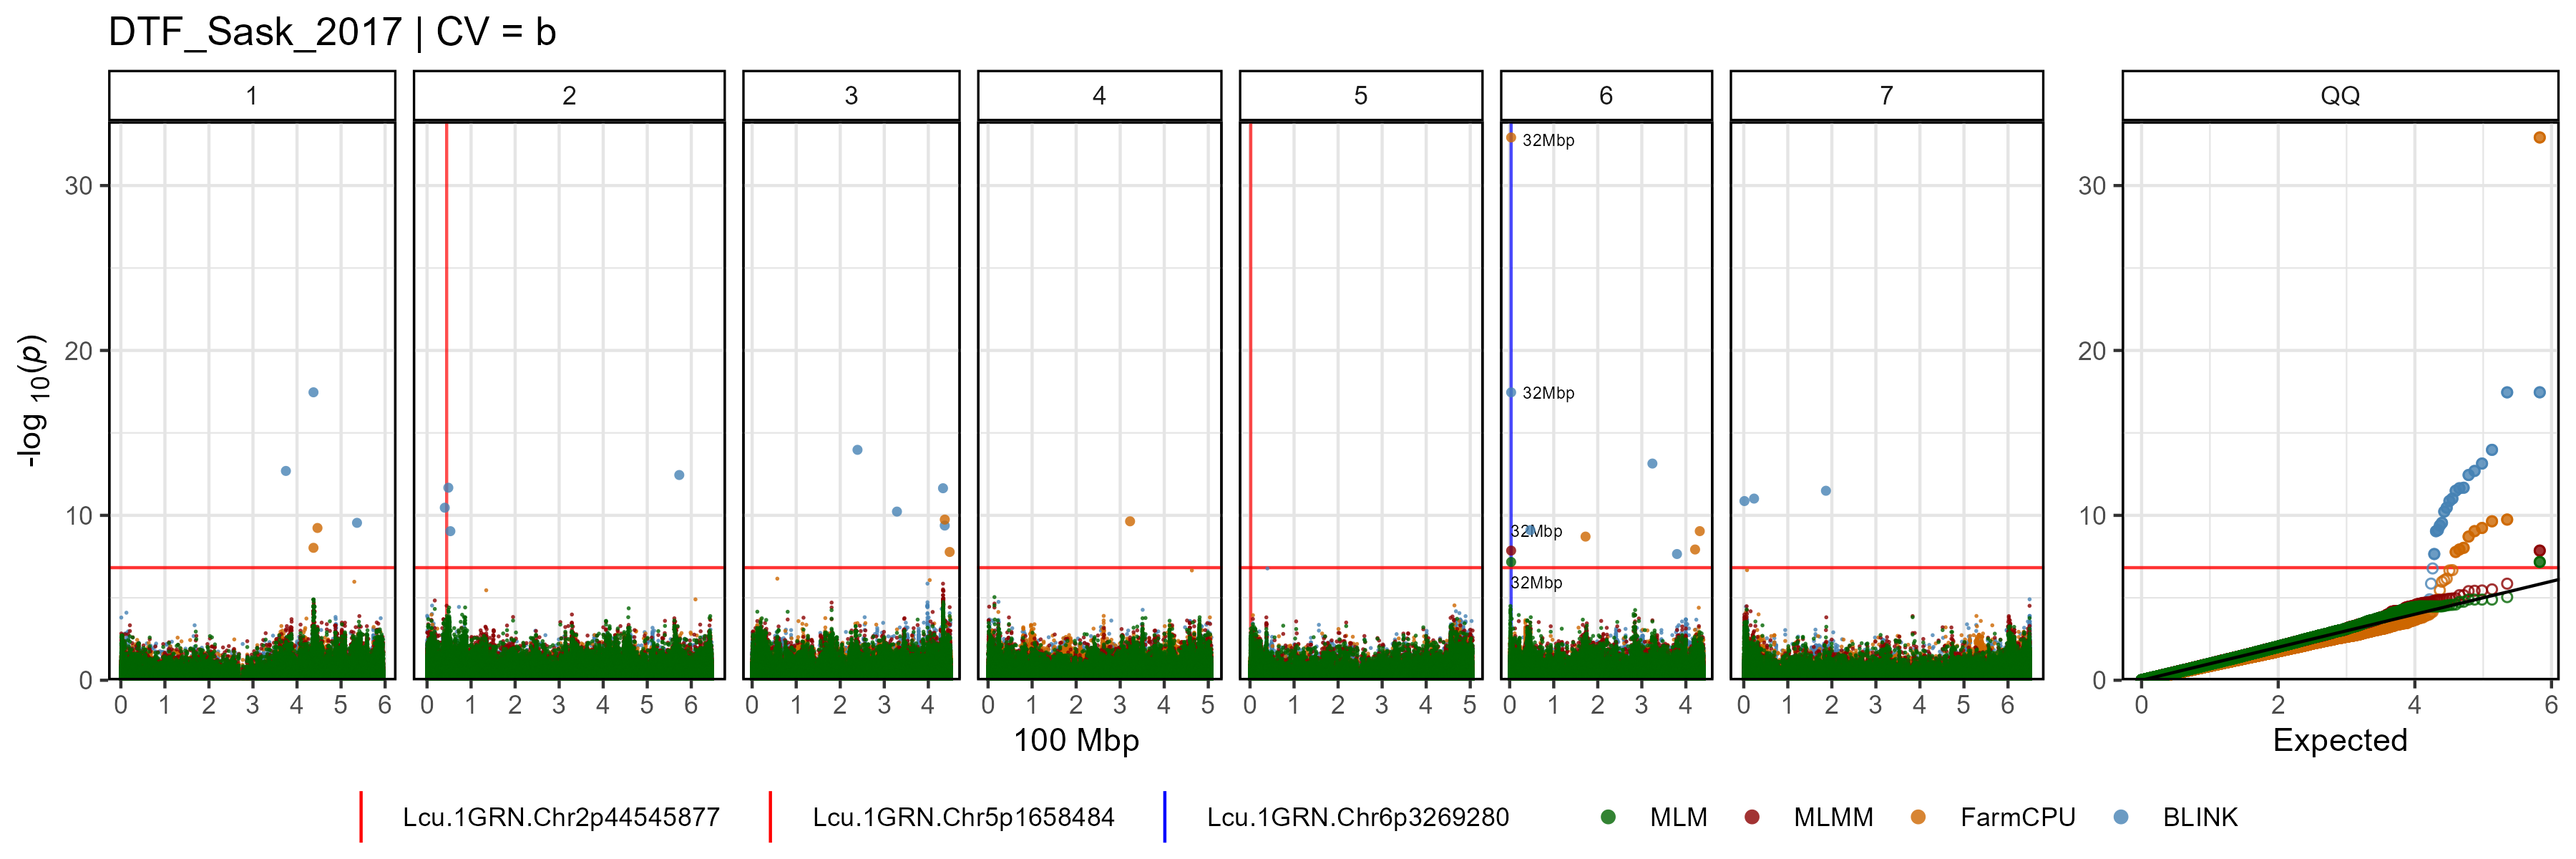 DTF_Sask_2017 | CV = b
1 2 3 4 5 6 7 QQ
-log 10(p)
30 20 10 0
32Mbp
32Mbp
32Mbp
32Mbp
30 20 10 0
0 1 2 3 4 5 6
0 1 2 3 4 5 6
0 1 2 3 4
0 1 2 3 4 5
0 1 2 3 4 5
0 1 2 3 4
0 1 2 3 4 5 6
0 2 4 6
100 Mbp
Expected
Lcu.1GRN.Chr2p44545877 Lcu.1GRN.Chr5p1658484 Lcu.1GRN.Chr6p3269280 MLM MLMM FarmCPU BLINK